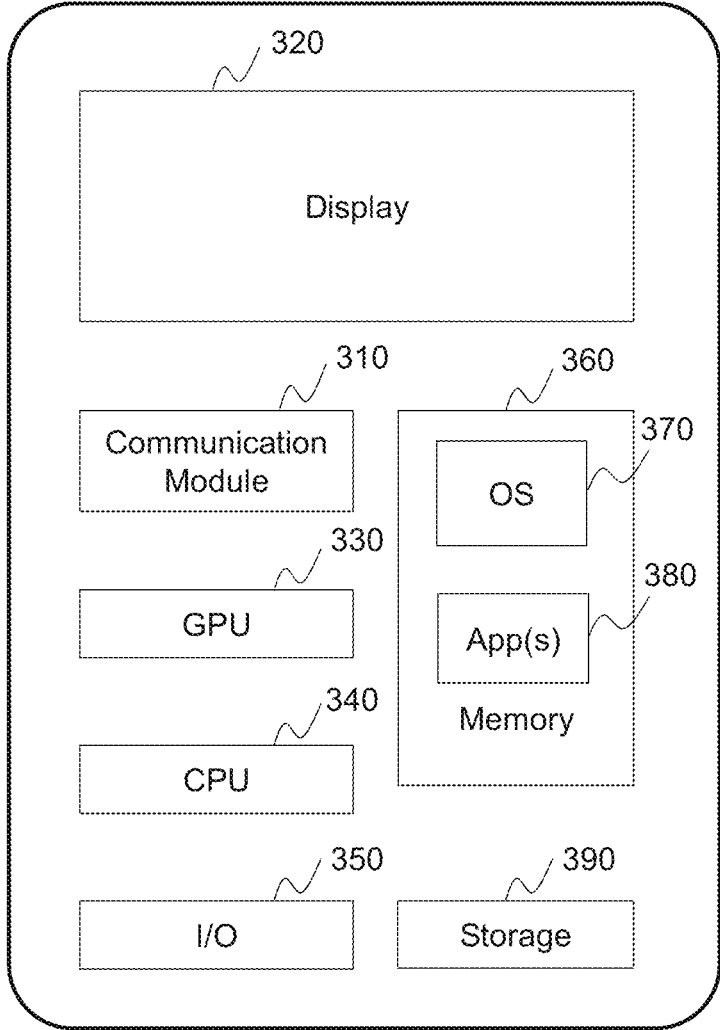 320
Display
310
360
Communication
Module
370
OS
330
GPU
380
App(s)
340
Memory
CPU
350
390
I/O
Storage